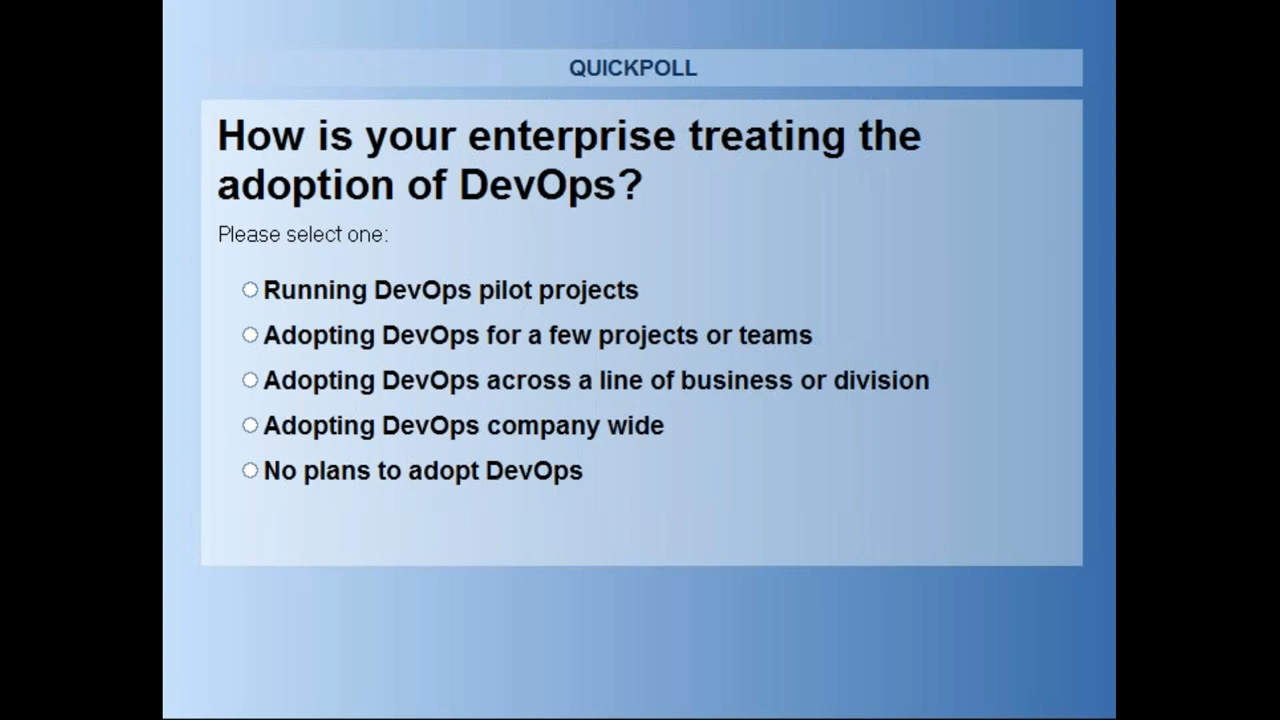 QUICKPOLL
How is your enterprise treating the
adoption of DevOps?
Please select one:
Running DevOps pilot projects
Adopting DevOps for a few projects or teams
Adopting DevOps across a line of business or division
Adopting DevOps company wide
No plans to adopt DevOps